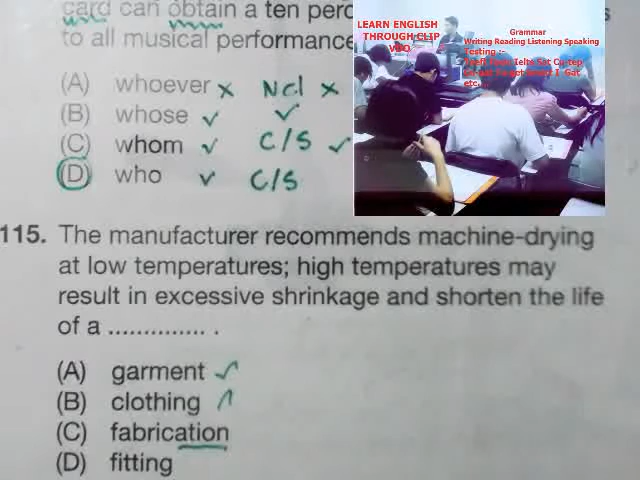 card can obtain a ten perc
to all musical performance
(A) whoever x Ncl x
(B) whose ✓ ✓
(C) whom ✓ C/S ✓
(D) who ✓ C/S
LEARN ENGLISH
THROUGH CLIP
VDO
Grammar
Writing Reading Listening Speaking
Testing :-
etc.
115. The manufacturer recommends machine-drying
at low temperatures; high temperatures may
result in excessive shrinkage and shorten the life
of a .............. .
(A) garment ✓
(B) clothing
(C) fabrication
(D) fitting